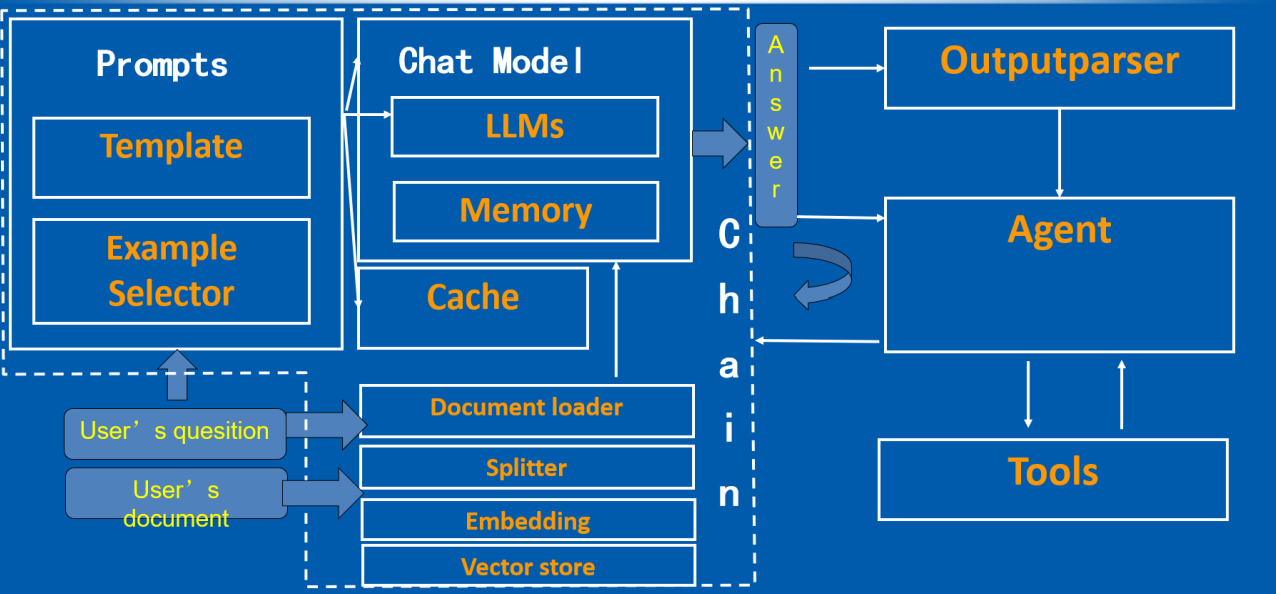 Prompts
Template
Example
Selector
Chat Model
LLMs
Memory
Cache
User’s quesition
User’s
document
Document loader
Splitter
Embedding
Vector store
Chain
Answer
Outputparser
Agent
Tools